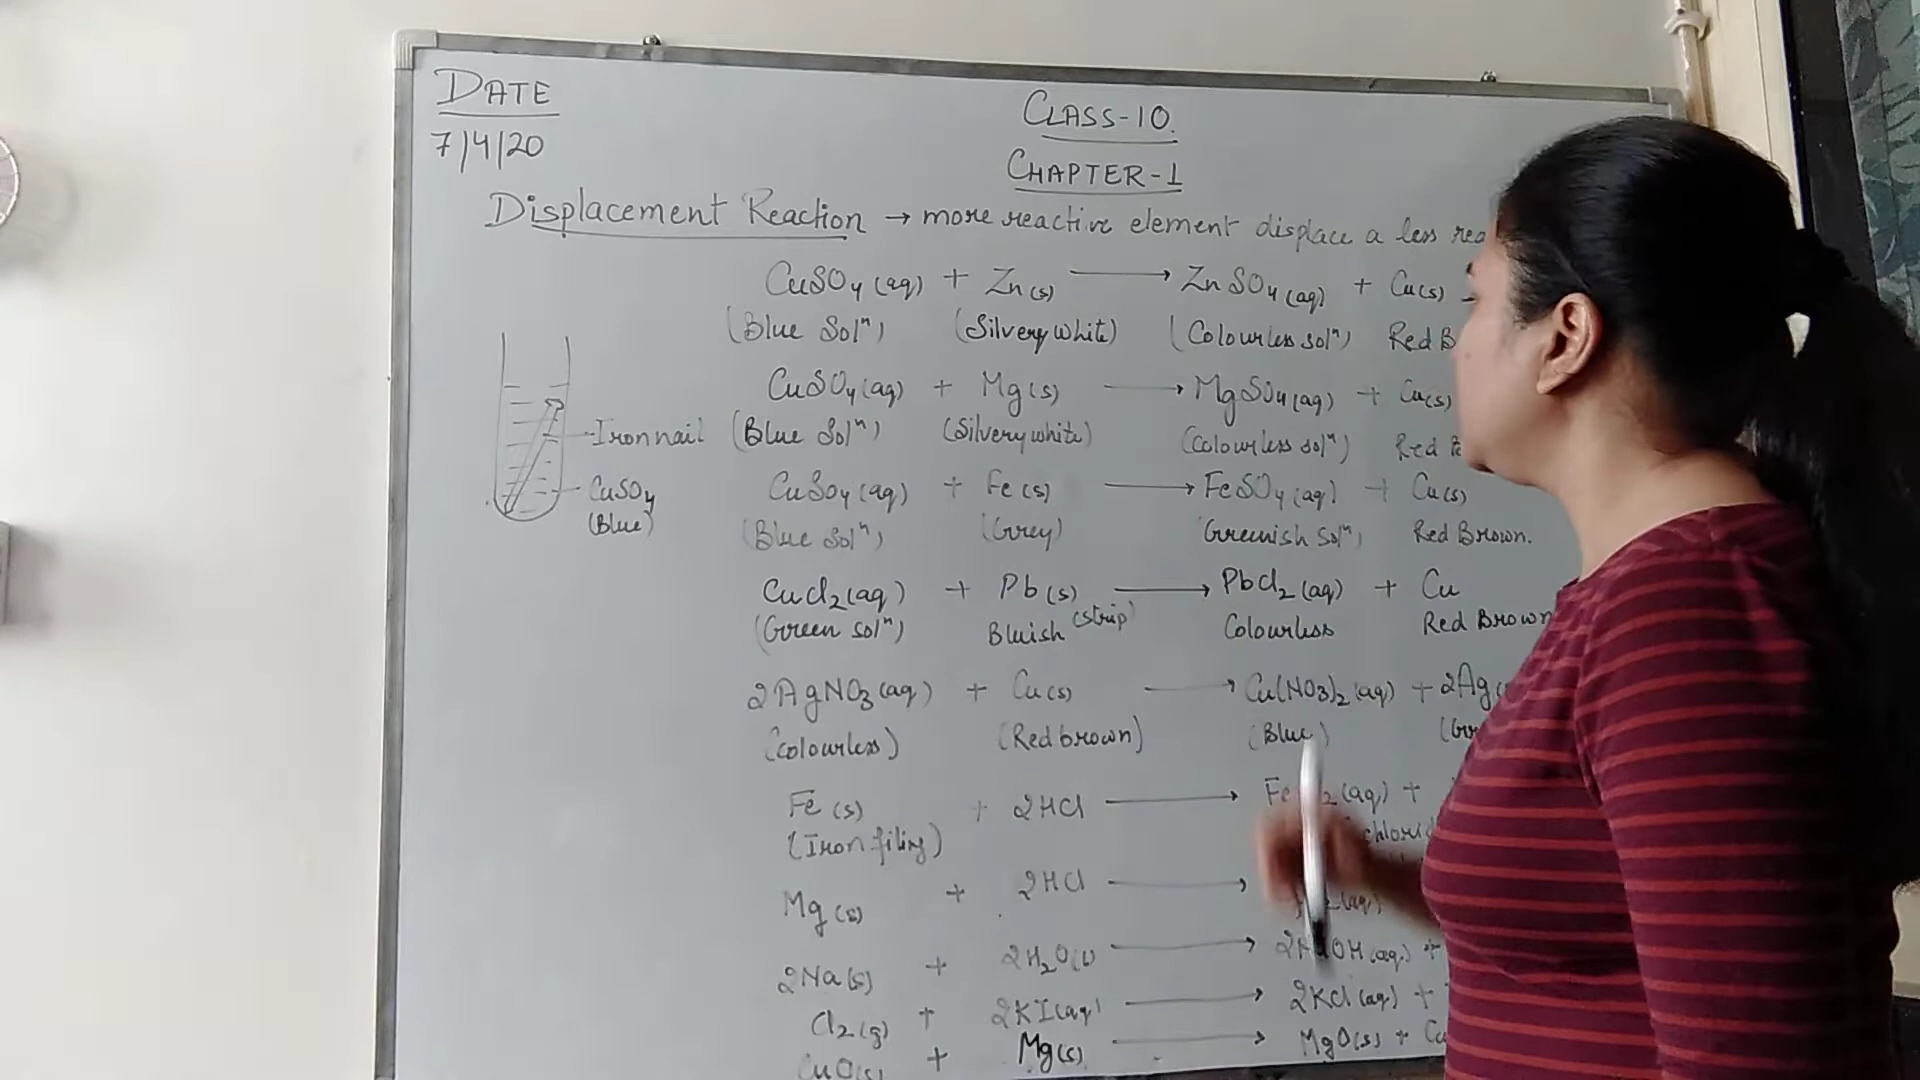 DATE
7/4/20
CLASS-10.
CHAPTER-1
Displacement Reaction → more reactive element displace a less
CuSO4 (aq) + Zn(s) → ZnSO4(aq) + Cu(s)
(Blue Solⁿ) (Silvery white) (Colourless solⁿ) Red
CuSO4(aq) + Mg(s) → MgSO4(aq) + Cu(s)
Iron nail (Blue Solⁿ) (Silvery white) (Colourless solⁿ) Red
CuSO4 (Blue)
CuSO4(aq) + Fe(s) → FeSO4(aq) + Cu(s)
(Blue Solⁿ) (Grey) Greenish Solⁿ) Red Brown.
CuCl2(aq) + Pb(s) (strip) → PbCl2(aq) + Cu
(Green solⁿ) Bluish Colourless Red Brown
2AgNO3(aq) + Cu(s) → Cu(NO3)2(aq) + 2Ag
(Colourless) (Red brown) (Blue)
Fe(s) + 2HCl → (aq) +
(Iron filing)
Mg(s) + 2HCl → (aq)
2Na(s) + 2H2O(l) → (aq) +
Cl2(g) + 2KI(aq) → 2KCl(aq) +
CuO(s) + Mg(s) → MgO(s) +